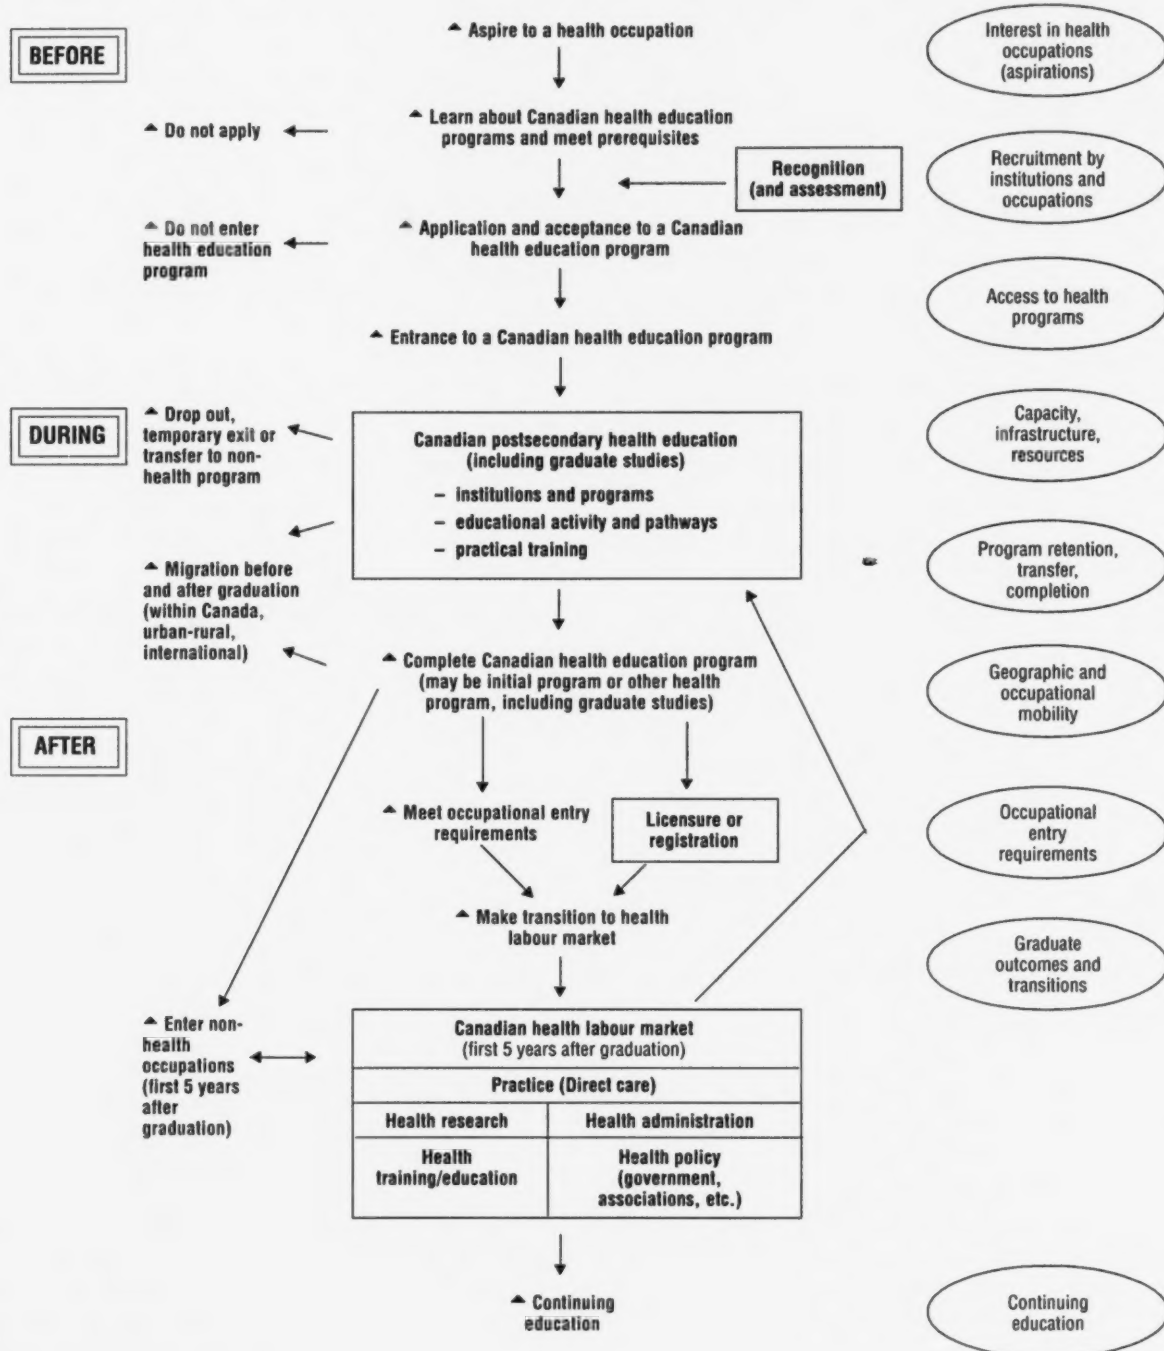 BEFORE
▲ Aspire to a health occupation
Interest in health
occupations
(aspirations)
▲ Do not apply
▲ Learn about Canadian health education
programs and meet prerequisites
Recognition
(and assessment)
Recruitment by
institutions and
occupations
▲ Do not enter
health education
program
▲ Application and acceptance to a Canadian
health education program
Access to health
programs
▲ Entrance to a Canadian health education program
DURING
▲ Drop out,
temporary exit or
transfer to non-
health program
Canadian postsecondary health education
(including graduate studies)
– institutions and programs
– educational activity and pathways
– practical training
Capacity,
infrastructure,
resources
▲ Migration before
and after graduation
(within Canada,
urban-rural,
international)
Program retention,
transfer,
completion
▲ Complete Canadian health education program
(may be initial program or other health
program, including graduate studies)
Geographic and
occupational
mobility
AFTER
▲ Meet occupational entry
requirements
Licensure or
registration
Occupational
entry
requirements
▲ Make transition to health
labour market
Graduate
outcomes and
transitions
▲ Enter non-
health
occupations
(first 5 years
after
graduation)
Canadian health labour market
(first 5 years after graduation)
Practice (Direct care)
Health research
Health administration
Health
training/education
Health policy
(government,
associations, etc.)
▲ Continuing
education
Continuing
education